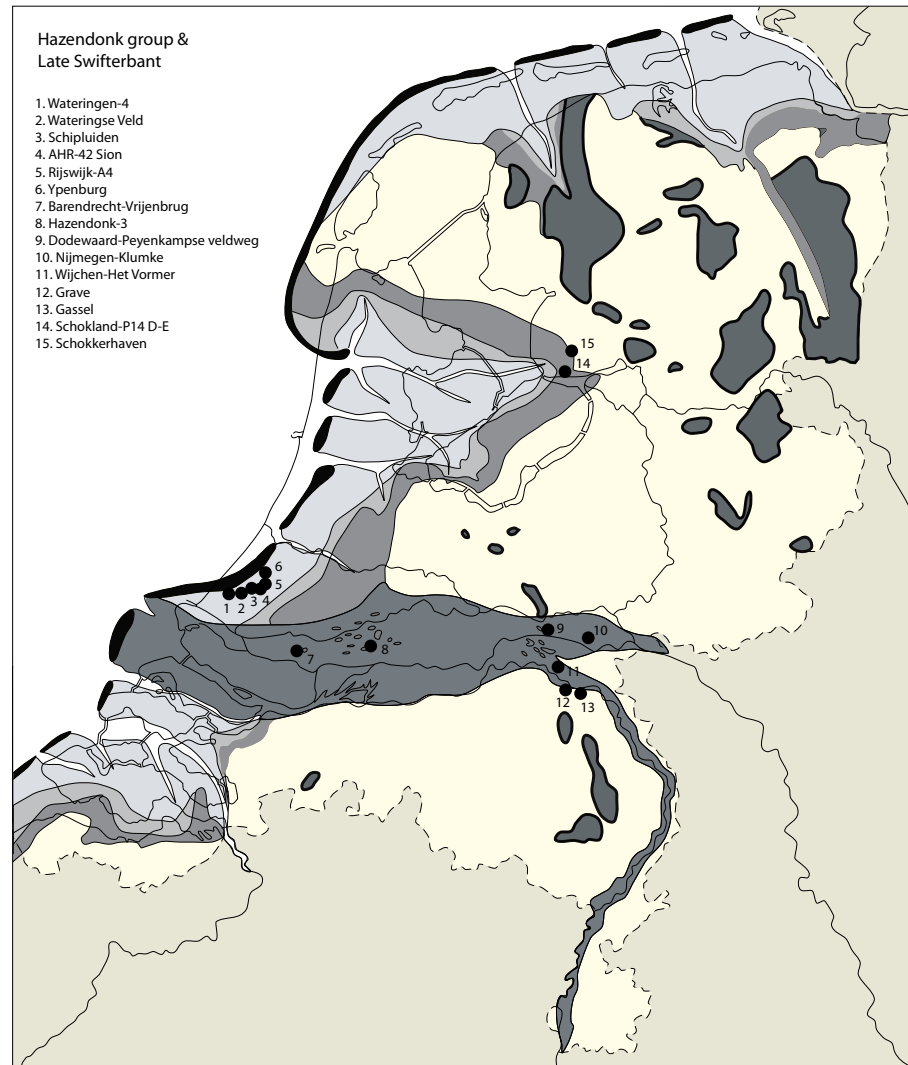 Hazendonk group &
Late Swifterbant
1. Wateringen-4
2. Wateringse Veld
3. Schipluiden
4. AHR-42 Sion
5. Rijswijk-A4
6. Ypenburg
7. Barendrecht-Vrijenbrug
8. Hazendonk-3
9. Dodewaard-Peyenkampse veldweg
10. Nijmegen-Klumke
11. Wijchen-Het Vormer
12. Grave
13. Gassel
14. Schokland-P14 D-E
15. Schokkerhaven
15
14
6
5
1 2 3 4
9
10
7
8
11
12
13